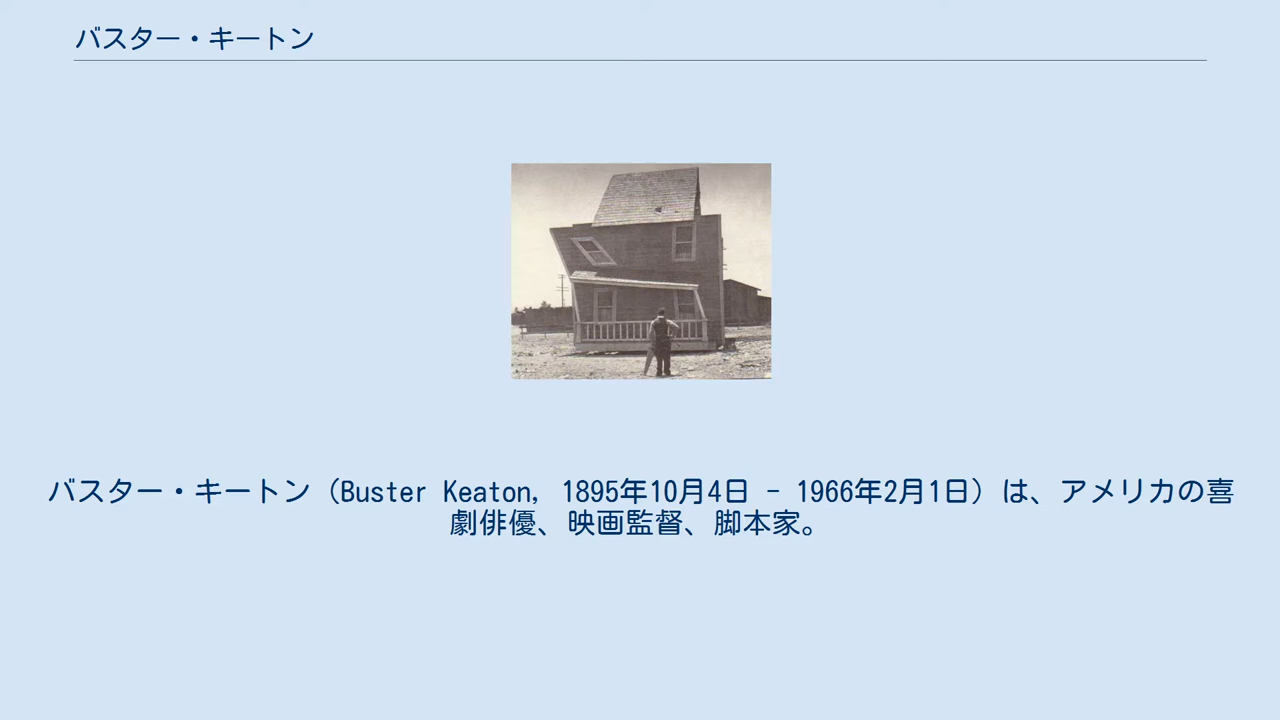 バスター・キートン
バスター・キートン（Buster Keaton, 1895年10月4日 - 1966年2月1日）は、アメリカの喜
劇俳優、映画監督、脚本家。